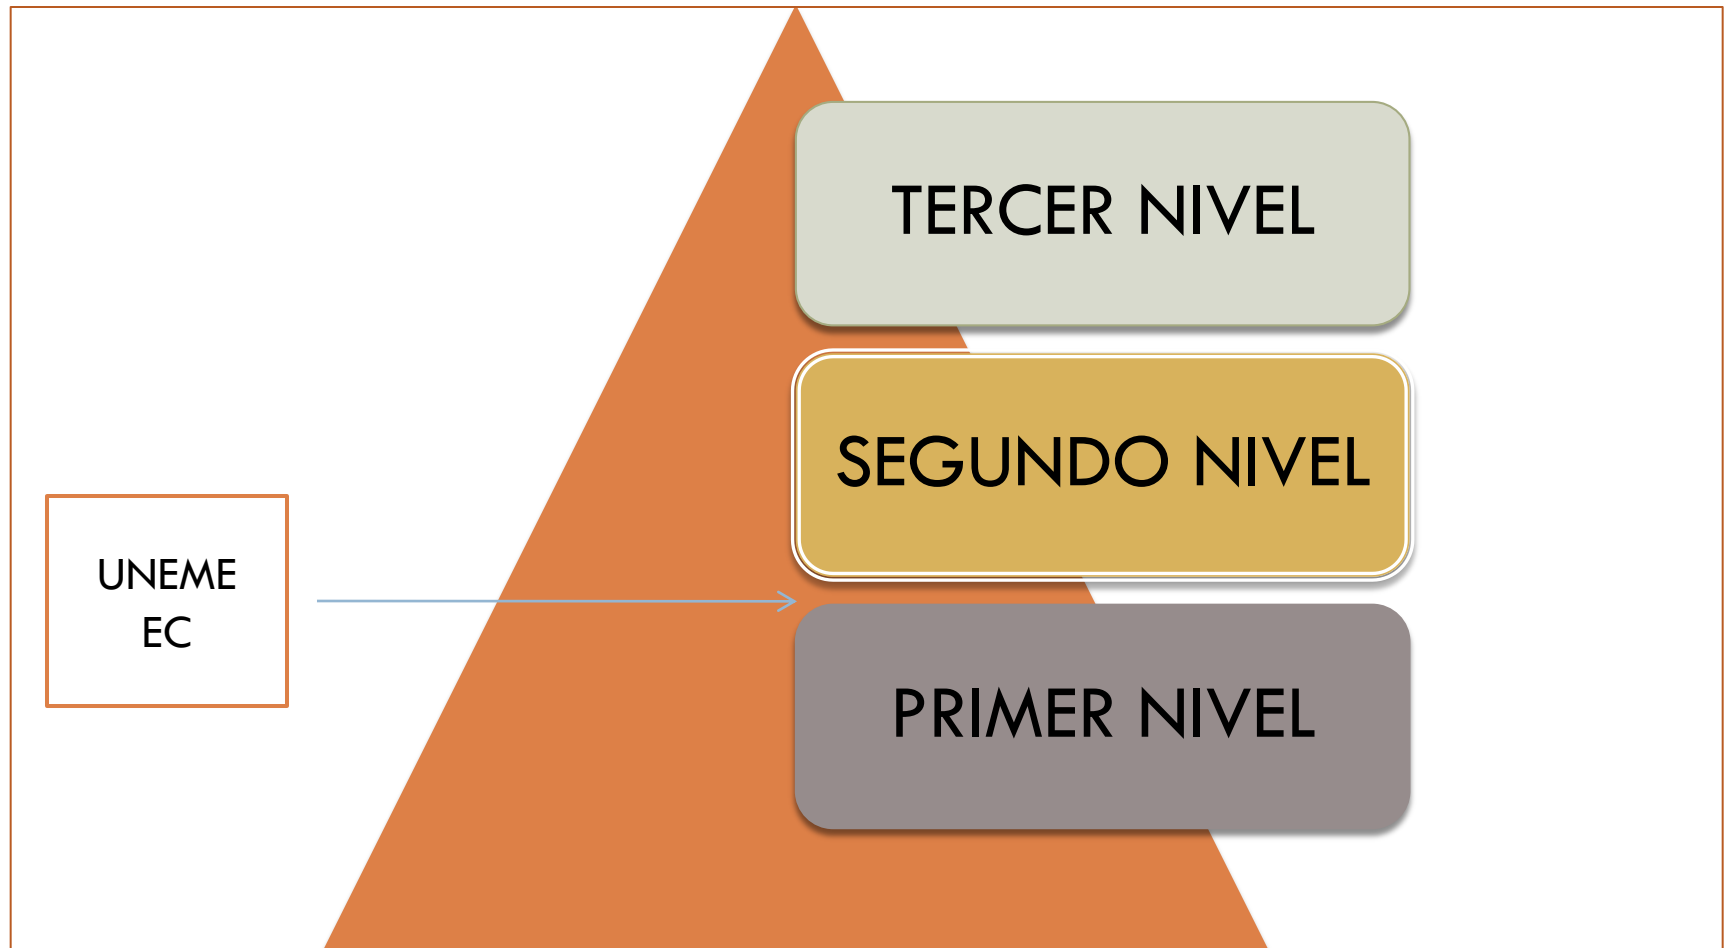 TERCER NIVEL
SEGUNDO NIVEL
UNEME
EC
PRIMER NIVEL